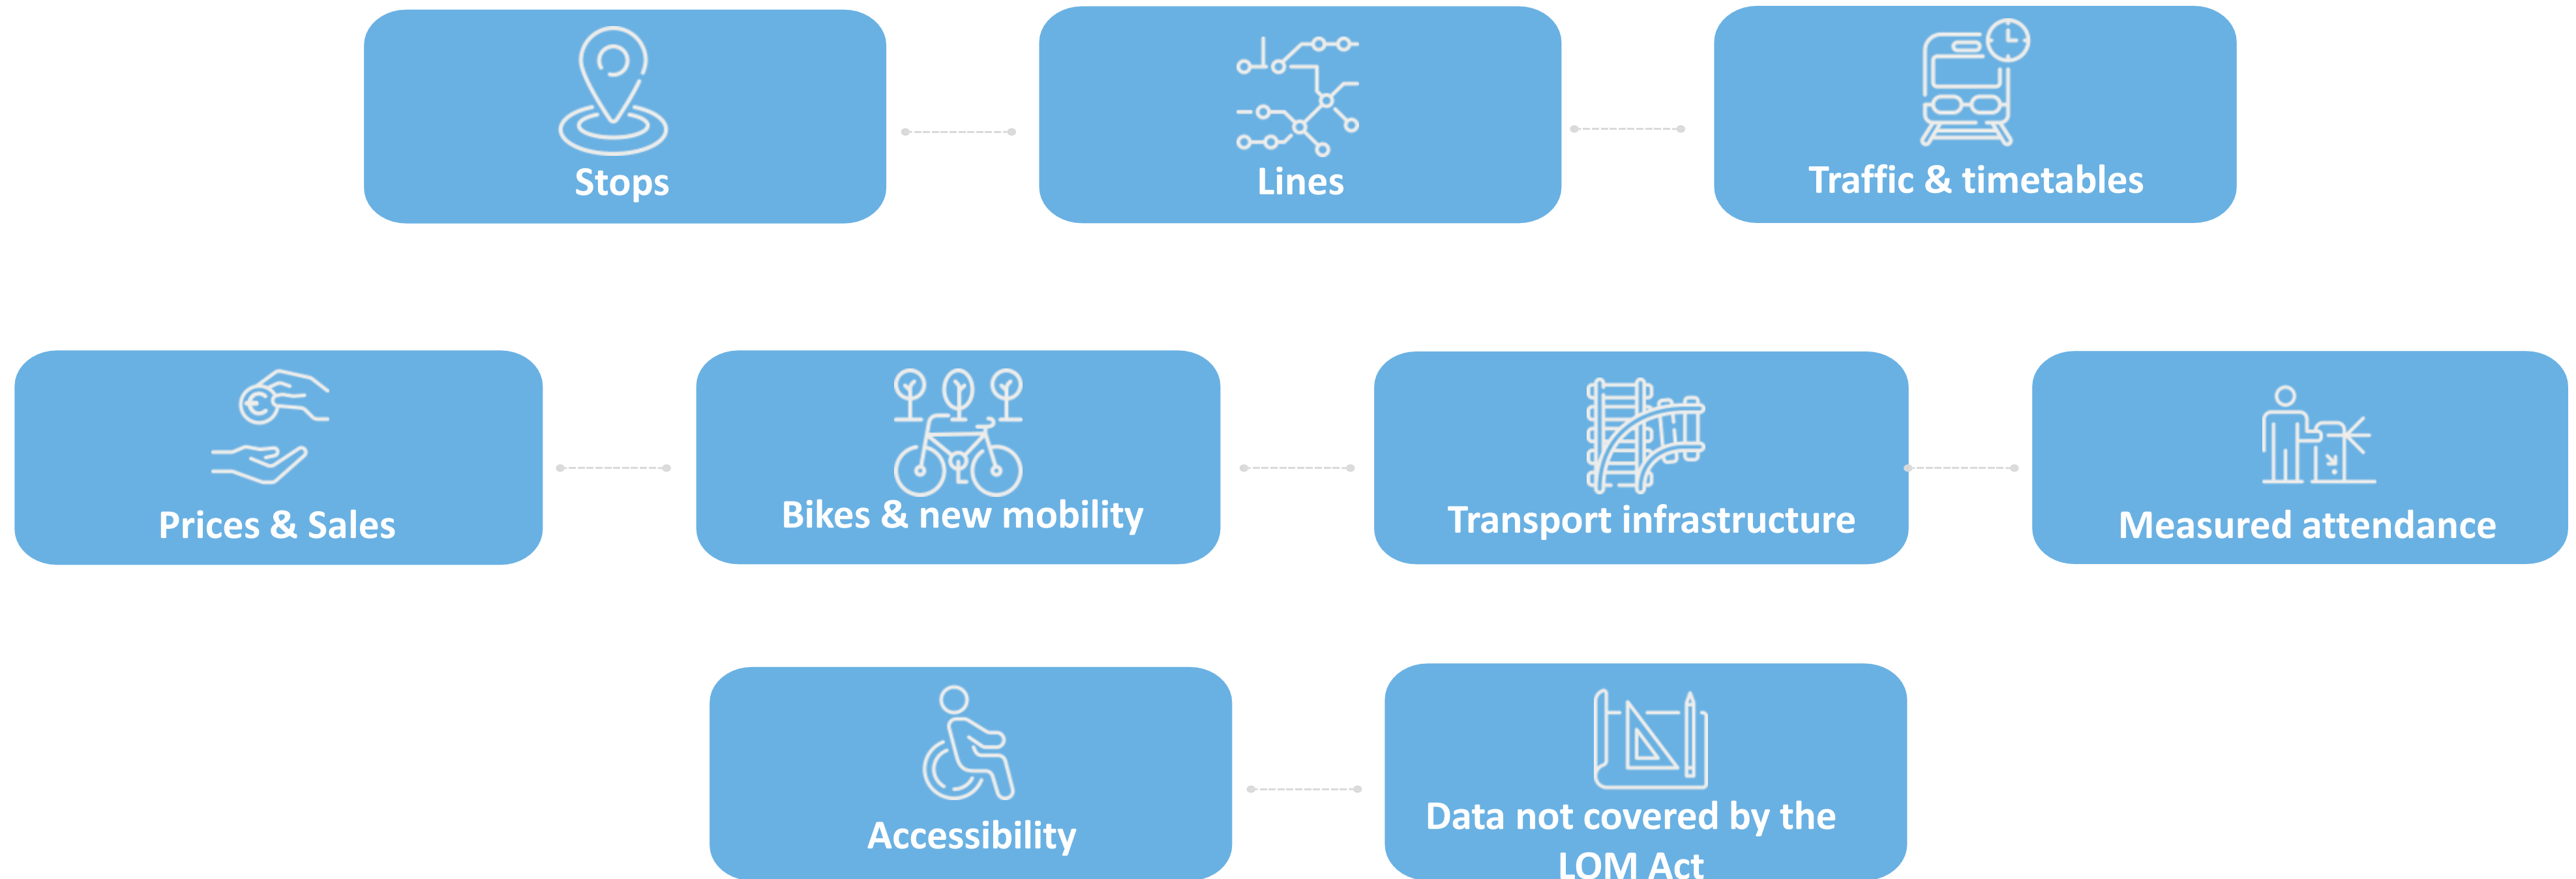 Stops
Lines
Traffic & timetables
Prices & Sales
Bikes & new mobility
Transport infrastructure
Measured attendance
Accessibility
Data not covered by the
LOM Act